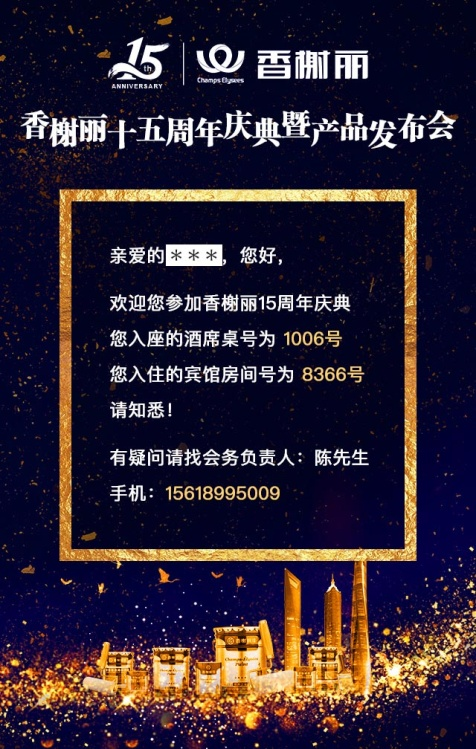 15th
ANNIVERSARY
Champs Elysees
香榭丽
香榭丽十五周年庆典暨产品发布会
亲爱的***，您好，
欢迎您参加香榭丽15周年庆典
您入座的酒席桌号为 1006号
您入住的宾馆房间号为 8366号
请知悉！
有疑问请找会务负责人：陈先生
手机：15618995009